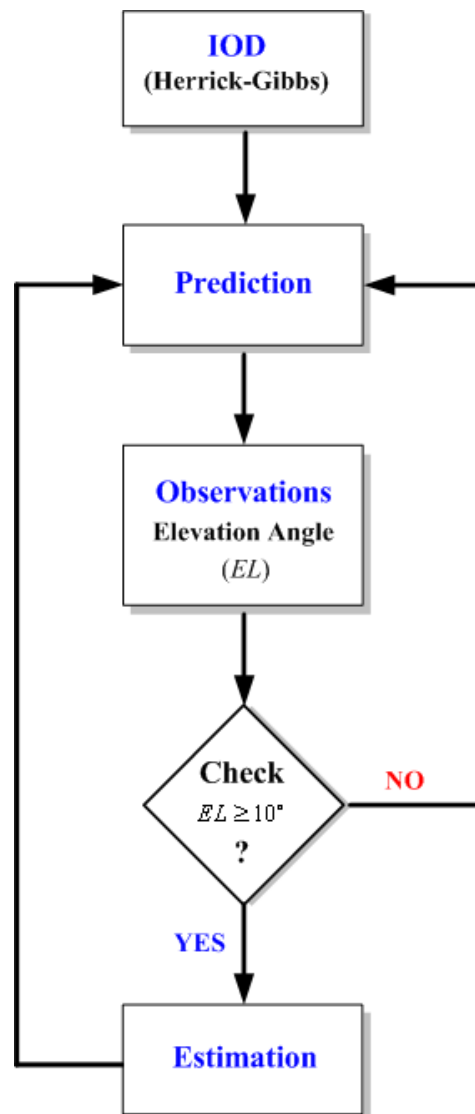 IOD
(Herrick-Gibbs)
Prediction
Observations
Elevation Angle
(EL)
Check
EL ≥ 10°
?
NO
YES
Estimation